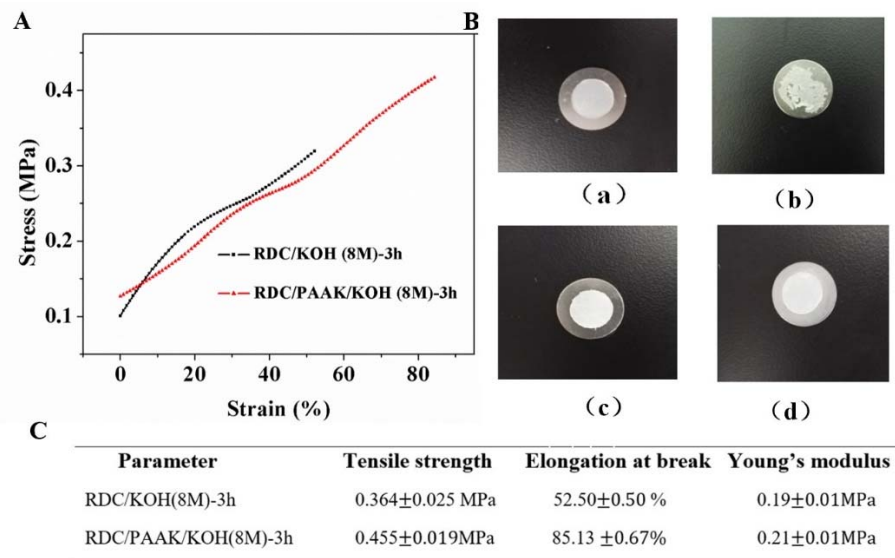 A
Stress (MPa)
0.4
0.3
0.2
0.1
RDC/KOH (8M)-3h
RDC/PAAK/KOH (8M)-3h
0 20 40 60 80
Strain (%)
B
(a)
(b)
(c)
(d)
C
Parameter Tensile strength Elongation at break Young's modulus
RDC/KOH(8M)-3h 0.364±0.025 MPa 52.50±0.50 % 0.19±0.01MPa
RDC/PAAK/KOH(8M)-3h 0.455±0.019MPa 85.13 ±0.67% 0.21±0.01MPa